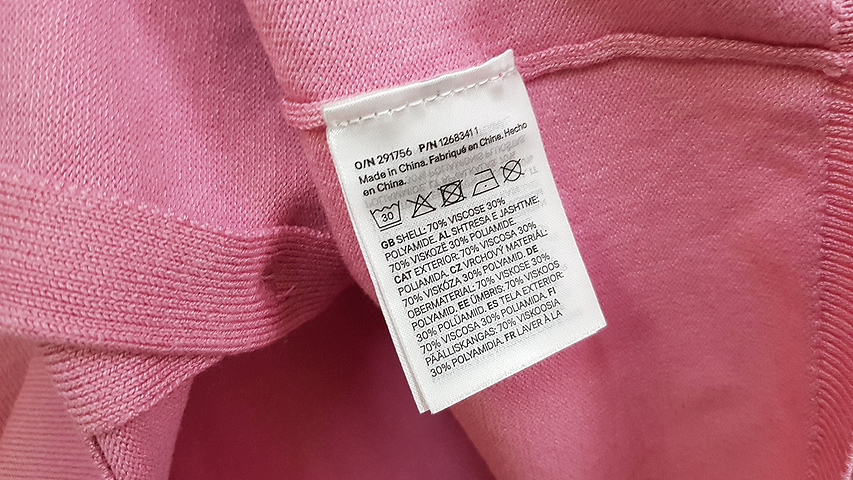 O/N 291756 P/N 1268341 1
Made in China. Fabriqué en Chine. Hecho
en China.
30
GB SHELL: 70% VISCOSE 30%
POLYAMIDE. AL SHTRESA E JASHTME:
70% VISKOZË 30% POLIAMIDE
CAT EXTERIOR: 70% VISCOSA 30%
POLIAMIDA. CZ VRCHOVÝ MATERIÁL:
70% VISKÓZA 30% POLYAMID. DE
OBERMATERIAL: 70% VISKOSE 30%
POLYAMID. EE ÜMBRIS: 70% VISKOOS
30% POLÜAMIID. ES TELA EXTERIOR:
70% VISCOSA 30% POLIAMIDA. FI
PÄÄLLISKANGAS: 70% VISKOOSIA
30% POLYAMIDIA. FR LAVER À LA